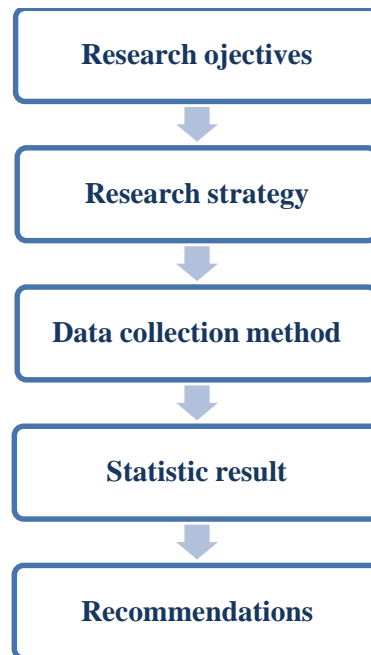 Research ojectives
Research strategy
Data collection method
Statistic result
Recommendations